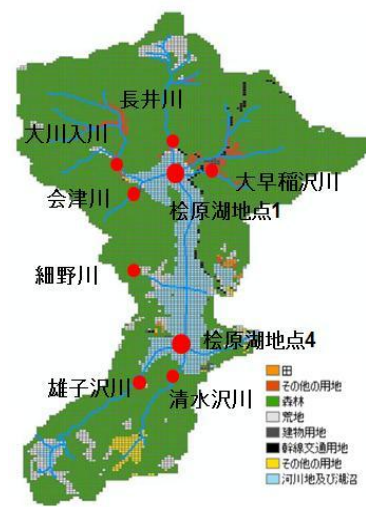 長井川
大川入川
大早稲沢川
会津川
桧原湖地点1
細野川
桧原湖地点4
雄子沢川
清水沢川
田
その他の用地
森林
荒地
建物用地
幹線交通用地
その他の用地
河川地及び湖沼